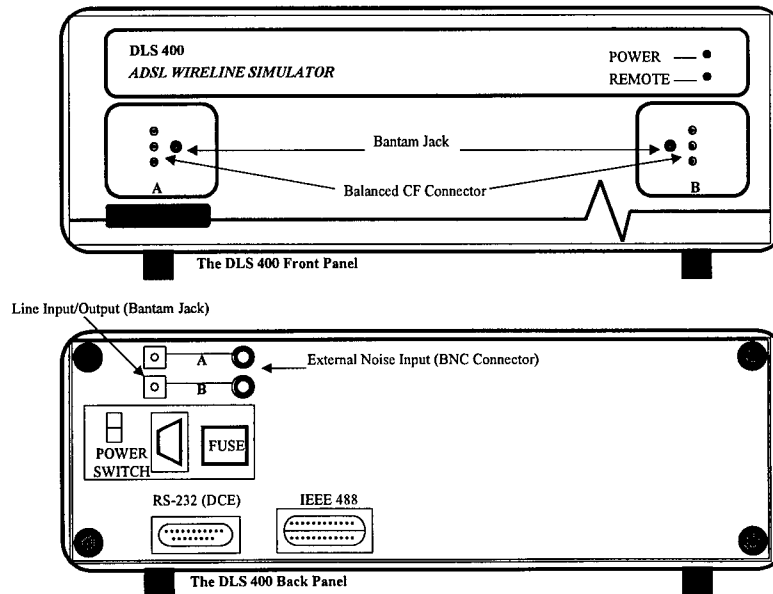 DLS 400
ADSL WIRELINE SIMULATOR
POWER
REMOTE
Bantam Jack
Balanced CF Connector
A
B
The DLS 400 Front Panel
Line Input/Output (Bantam Jack)
A
B
External Noise Input (BNC Connector)
POWER
SWITCH
FUSE
RS-232 (DCE)
IEEE 488
The DLS 400 Back Panel